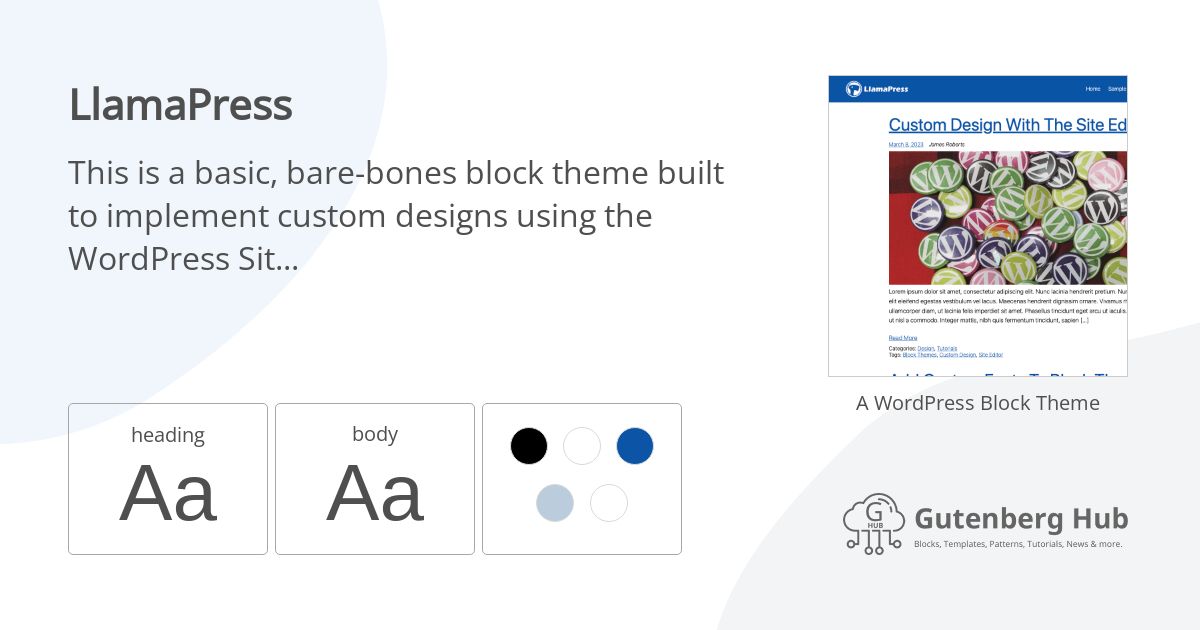 LlamaPress
This is a basic, bare-bones block theme built
to implement custom designs using the
WordPress Sit...
heading
Aa
body
Aa
LlamaPress
Home Sample
Custom Design With The Site Ed
March 8, 2023 James Roberts
Lorem ipsum dolor sit amet, consectetur adipiscing elit. Nunc lacinia hendrerit pretium. Nun
elit eleifend egestas vestibulum vel lacus. Maecenas hendrerit dignissim ornare. Vivamus m
ullamcorper diam, ut lacinia felis imperdiet sit amet. Phasellus tincidunt eget arcu ut iaculis.
ut nisl a commodo. Integer mattis, nibh quis fermentum tincidunt, sapien [...]
Read More
Categories: Design, Tutorials
Tags: Block Themes, Custom Design, Site Editor
A WordPress Block Theme
G
HUB
Gutenberg Hub
Blocks, Templates, Patterns, Tutorials, News & more.